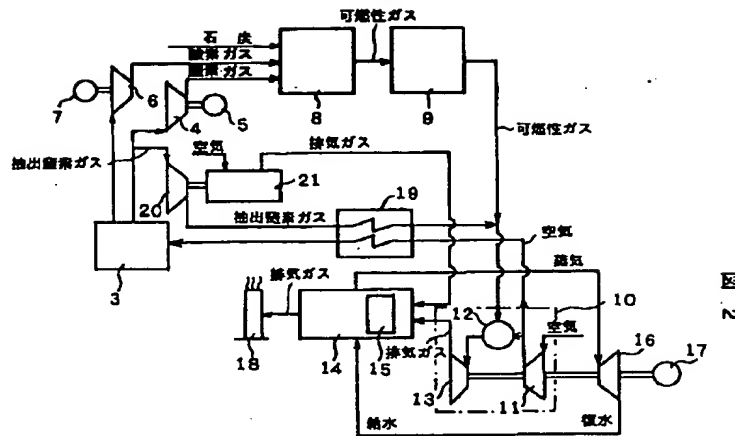 可燃性ガス
石炭
酸素ガス
窒素ガス
7
6
4
5
8
9
可燃性ガス
抽出窒素ガス
空気
排気ガス
20
21
19
抽出窒素ガス
空気
3
蒸気
排気ガス
10
12
空気
16
18
14
15
排気ガス
17
13
11
給水
復水
図 2